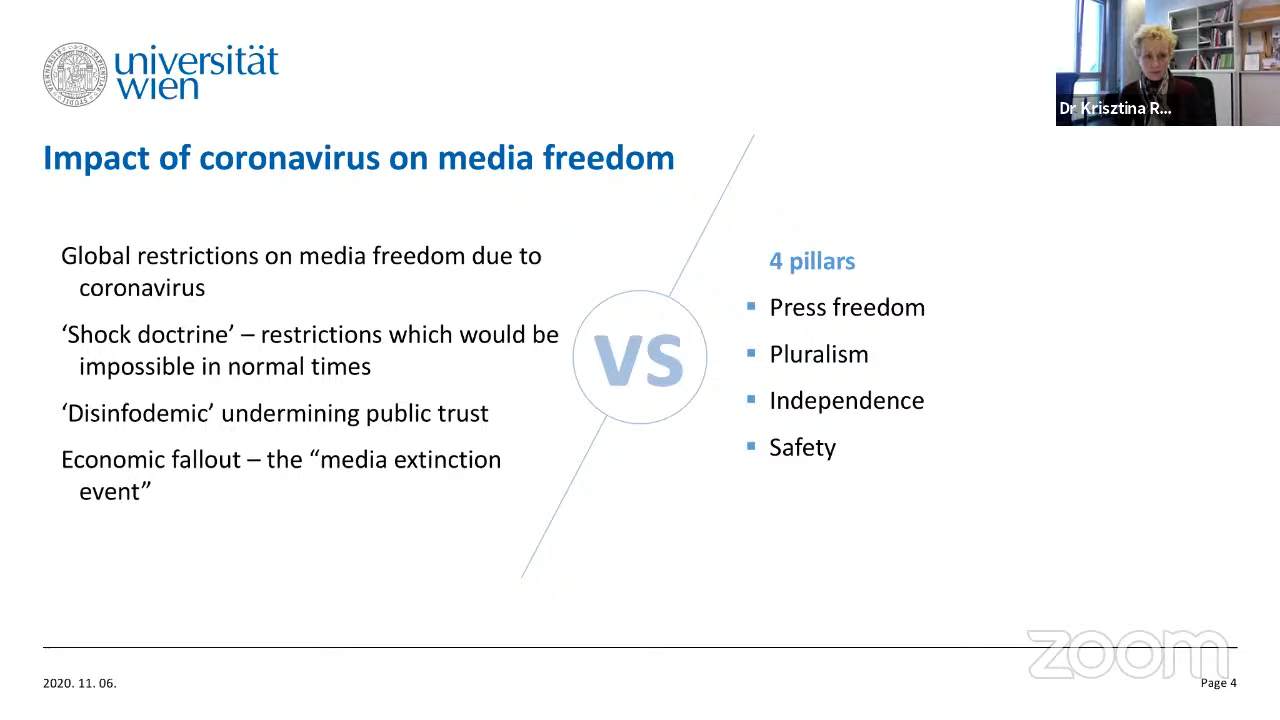 universität
wien
Dr Krisztina R...
Impact of coronavirus on media freedom
Global restrictions on media freedom due to
coronavirus
‘Shock doctrine’ – restrictions which would be
impossible in normal times
‘Disinfodemic’ undermining public trust
Economic fallout – the “media extinction
event”
VS
4 pillars
Press freedom
Pluralism
Independence
Safety
zoom
2020. 11. 06.
Page 4